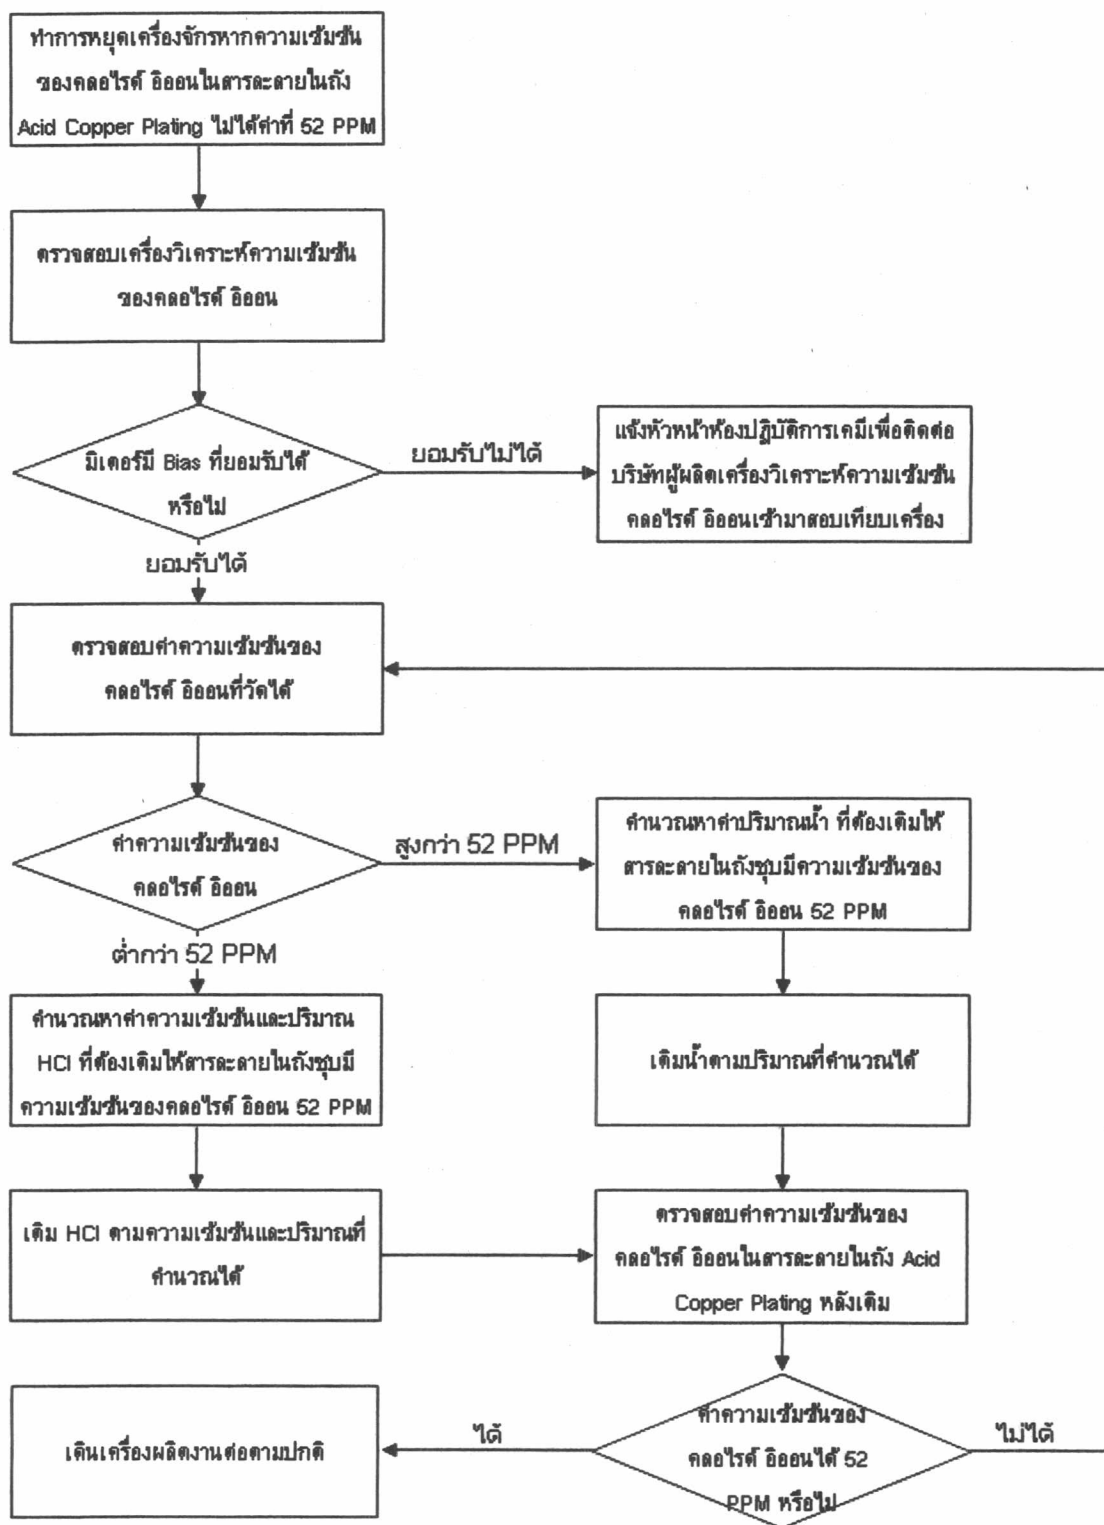 ทำการหยุดเครื่องจักรหากความเข้มข้น
ของคลอไรด์ อิออนในสารละลายในถัง
Acid Copper Plating ไม่ได้ค่าที่ 52 PPM
ตรวจสอบเครื่องวิเคราะห์ความเข้มข้น
ของคลอไรด์ อิออน
มิเตอร์มี Bias ที่ยอมรับได้
หรือไม่
ยอมรับไม่ได้
แจ้งหัวหน้าห้องปฏิบัติการเคมีเพื่อติดต่อ
บริษัทผู้ผลิตเครื่องวิเคราะห์ความเข้มข้น
คลอไรด์ อิออนเข้ามาสอบเทียบเครื่อง
ยอมรับได้
ตรวจสอบค่าความเข้มข้นของ
คลอไรด์ อิออนที่วัดได้
ค่าความเข้มข้นของ
คลอไรด์ อิออน
สูงกว่า 52 PPM
คำนวณหาค่าปริมาณน้ำ ที่ต้องเติมให้
สารละลายในถังชุบมีความเข้มข้นของ
คลอไรด์ อิออน 52 PPM
ต่ำกว่า 52 PPM
คำนวณหาค่าความเข้มข้นและปริมาณ
HCl ที่ต้องเติมให้สารละลายในถังชุบมี
ความเข้มข้นของคลอไรด์ อิออน 52 PPM
เติมน้ำตามปริมาณที่คำนวณได้
เติม HCl ตามความเข้มข้นและปริมาณที่
คำนวณได้
ตรวจสอบค่าความเข้มข้นของ
คลอไรด์ อิออนในสารละลายในถัง Acid
Copper Plating หลังเติม
ค่าความเข้มข้นของ
คลอไรด์ อิออนได้ 52
PPM หรือไม่
ได้
ไม่ได้
เดินเครื่องผลิตงานต่อตามปกติ